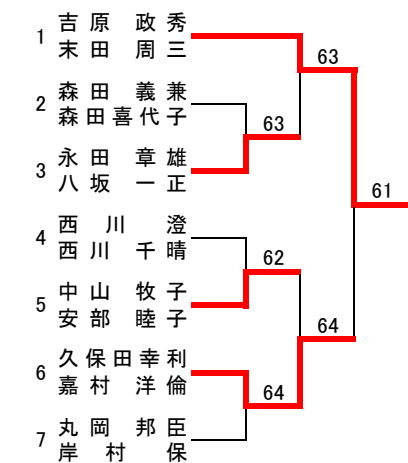 吉原 政秀
1
末田 周三
63
森田 義兼
2
森田喜代子
63
永田 章雄
3
八坂 一正
61
西川 澄
4
西川 千晴
62
中山 牧子
5
安部 睦子
64
久保田幸利
6
嘉村 洋倫
64
丸岡 邦臣
7
岸村 保